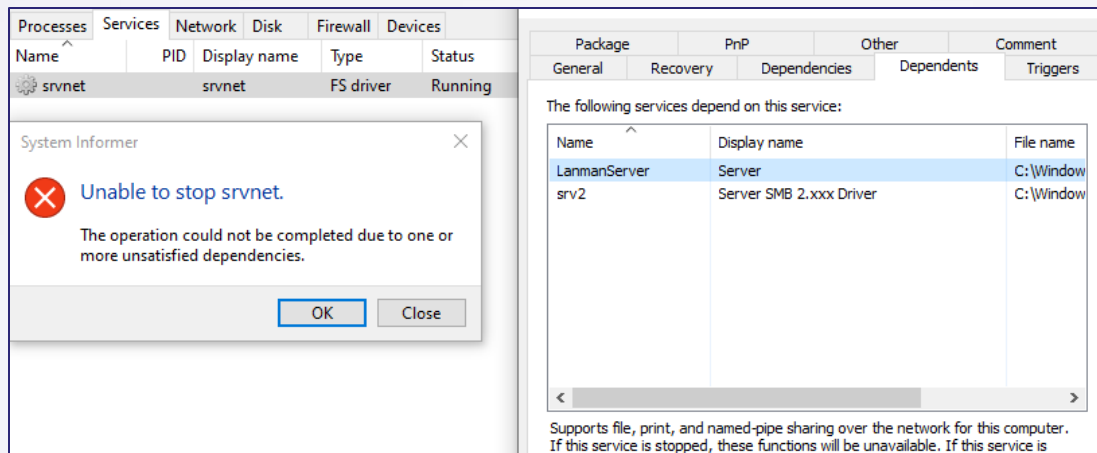 Processes Services Network Disk Firewall Devices
Name PID Display name Type Status
srvnet srvnet FS driver Running
System Informer
Unable to stop srvnet.
The operation could not be completed due to one or
more unsatisfied dependencies.
OK Close
Package PnP Other Comment
General Recovery Dependencies Dependents Triggers
The following services depend on this service:
Name Display name File name
LanmanServer Server C:\Window
srv2 Server SMB 2.xxx Driver C:\Window
Supports file, print, and named-pipe sharing over the network for this computer.
If this service is stopped, these functions will be unavailable. If this service is